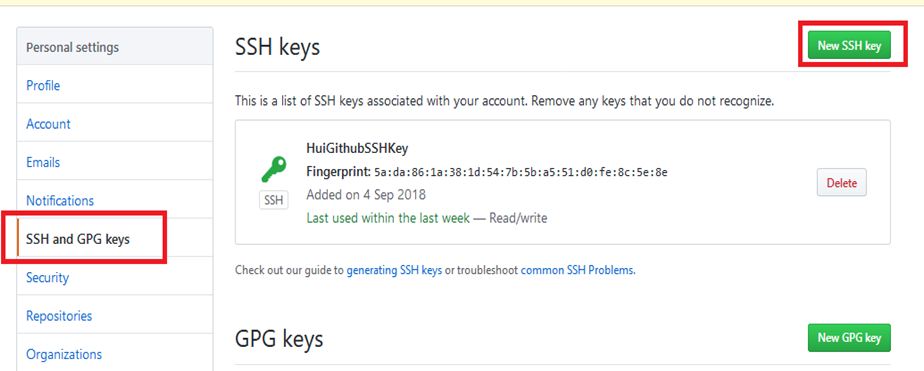 Personal settings
Profile
Account
Emails
Notifications
SSH and GPG keys
Security
Repositories
Organizations
SSH keys
New SSH key
This is a list of SSH keys associated with your account. Remove any keys that you do not recognize.
HuiGithubSSHKey
Fingerprint: 5a:da:86:1a:38:1d:54:7b:5b:a5:51:d0:fe:8c:5e:8e
SSH
Added on 4 Sep 2018
Last used within the last week — Read/write
Delete
Check out our guide to generating SSH keys or troubleshoot common SSH Problems.
GPG keys
New GPG key